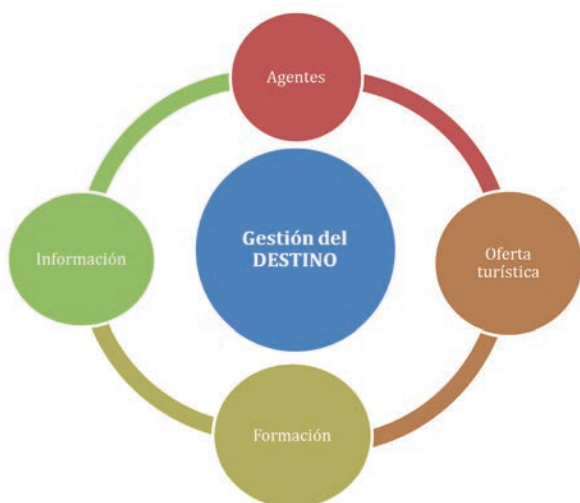 Agentes
Información
Gestión del
DESTINO
Oferta
turística
Formación